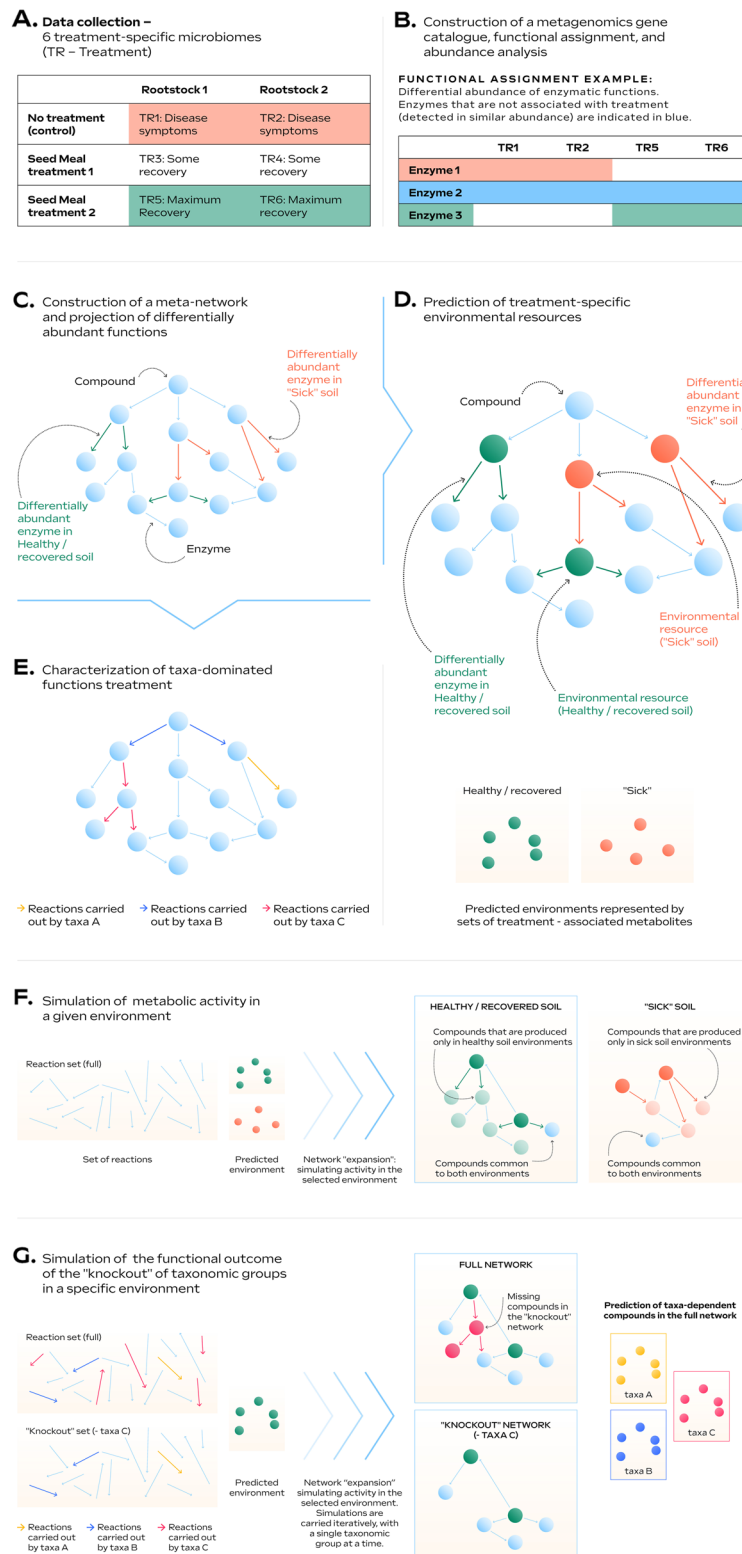 A. Data collection –
6 treatment-specific microbiomes
(TR – Treatment)
Rootstock 1
Rootstock 2
No treatment
(control)
TR1: Disease
symptoms
TR2: Disease
symptoms
Seed Meal
treatment 1
TR3: Some
recovery
TR4: Some
recovery
Seed Meal
treatment 2
TR5: Maximum
Recovery
TR6: Maximum
recovery
B. Construction of a metagenomics gene
catalogue, functional assignment, and
abundance analysis
FUNCTIONAL ASSIGNMENT EXAMPLE:
Differential abundance of enzymatic functions.
Enzymes that are not associated with treatment
(detected in similar abundance) are indicated in blue.
TR1 TR2 TR5 TR6
Enzyme 1
Enzyme 2
Enzyme 3
C. Construction of a meta-network
and projection of differentially
abundant functions
Compound
Differentially
abundant
enzyme in
"Sick" soil
Differentially
abundant
enzyme in
Healthy /
recovered soil
Enzyme
D. Prediction of treatment-specific
environmental resources
Compound
abundant
enzyme in
"Sick" soil
Environmental
resource
("Sick" soil)
Differentially
abundant
enzyme in
Healthy /
recovered soil
Environmental resource
(Healthy / recovered soil)
Healthy / recovered
"Sick"
Predicted environments represented by
sets of treatment - associated metabolites
E. Characterization of taxa-dominated
functions treatment
Reactions carried
out by taxa A
Reactions carried
out by taxa B
Reactions carried
out by taxa C
F. Simulation of metabolic activity in
a given environment
Reaction set (full)
Set of reactions
Predicted
environment
Network "expansion":
simulating activity in the
selected environment
HEALTHY / RECOVERED SOIL
Compounds that are produced
only in healthy soil environments
Compounds common
to both environments
"SICK" SOIL
Compounds that are produced
only in sick soil environments
Compounds common
to both environments
G. Simulation of the functional outcome
of the "knockout" of taxonomic groups
in a specific environment
Reaction set (full)
"Knockout" set (- taxa C)
Reactions
carried out
by taxa A
Reactions
carried out
by taxa B
Reactions
carried out
by taxa C
Predicted
environment
Network "expansion"
simulating activity in the
selected environment.
Simulations are
carried iteratively, with
a single taxonomic
group at a time.
FULL NETWORK
Missing
compounds in
the "knockout"
network
"KNOCKOUT" NETWORK
(- TAXA C)
Prediction of taxa-dependent
compounds in the full network
taxa A
taxa C
taxa B